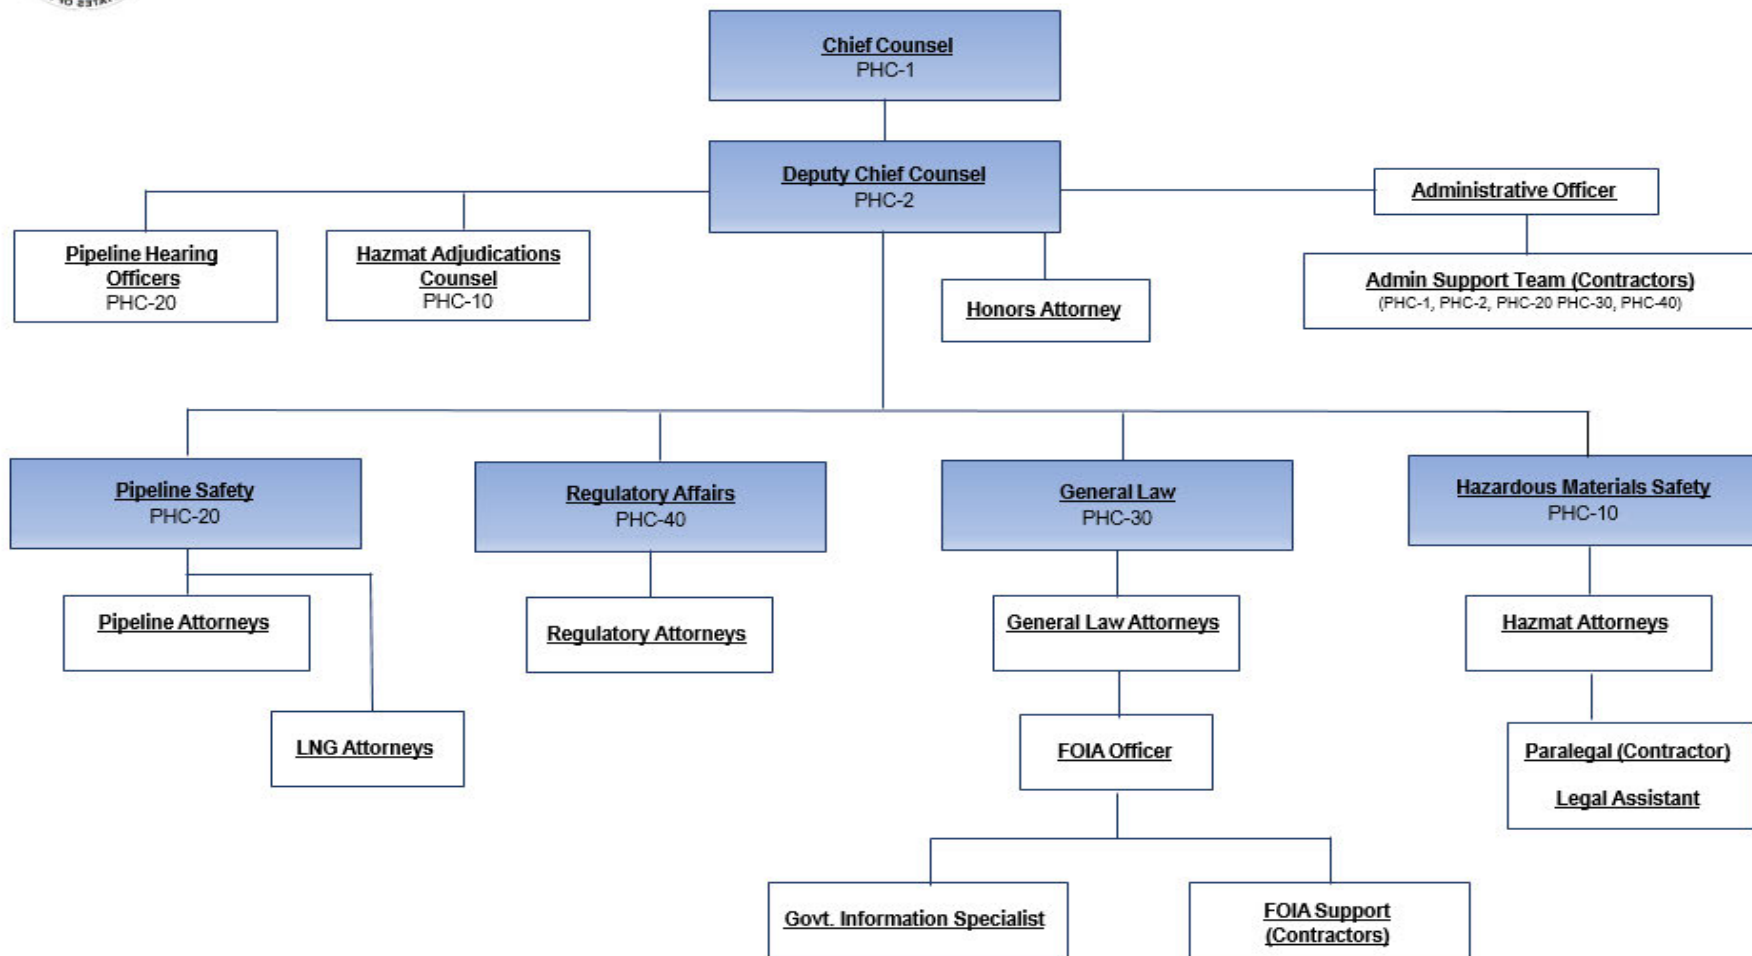 Chief Counsel
PHC-1
Deputy Chief Counsel
PHC-2
Administrative Officer
Pipeline Hearing
Officers
PHC-20
Hazmat Adjudications
Counsel
PHC-10
Honors Attorney
Admin Support Team (Contractors)
(PHC-1, PHC-2, PHC-20 PHC-30, PHC-40)
Pipeline Safety
PHC-20
Regulatory Affairs
PHC-40
General Law
PHC-30
Hazardous Materials Safety
PHC-10
Pipeline Attorneys
Regulatory Attorneys
General Law Attorneys
Hazmat Attorneys
LNG Attorneys
FOIA Officer
Paralegal (Contractor)
Legal Assistant
Govt. Information Specialist
FOIA Support
(Contractors)